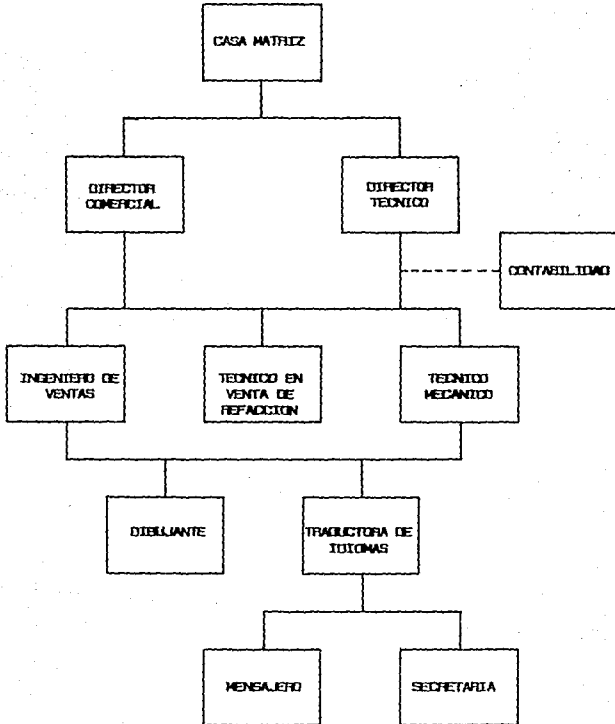 CASA MATRIZ
DIRECTOR
COMERCIAL
DIRECTOR
TECNICO
CONTABILIDAD
INGENIERO DE
VENTAS
TECNICO EN
VENTA DE
REFACCION
TECNICO
MECANICO
DIBUJANTE
TRADUCTORA DE
IDIOMAS
MENSAJERO
SECRETARIA